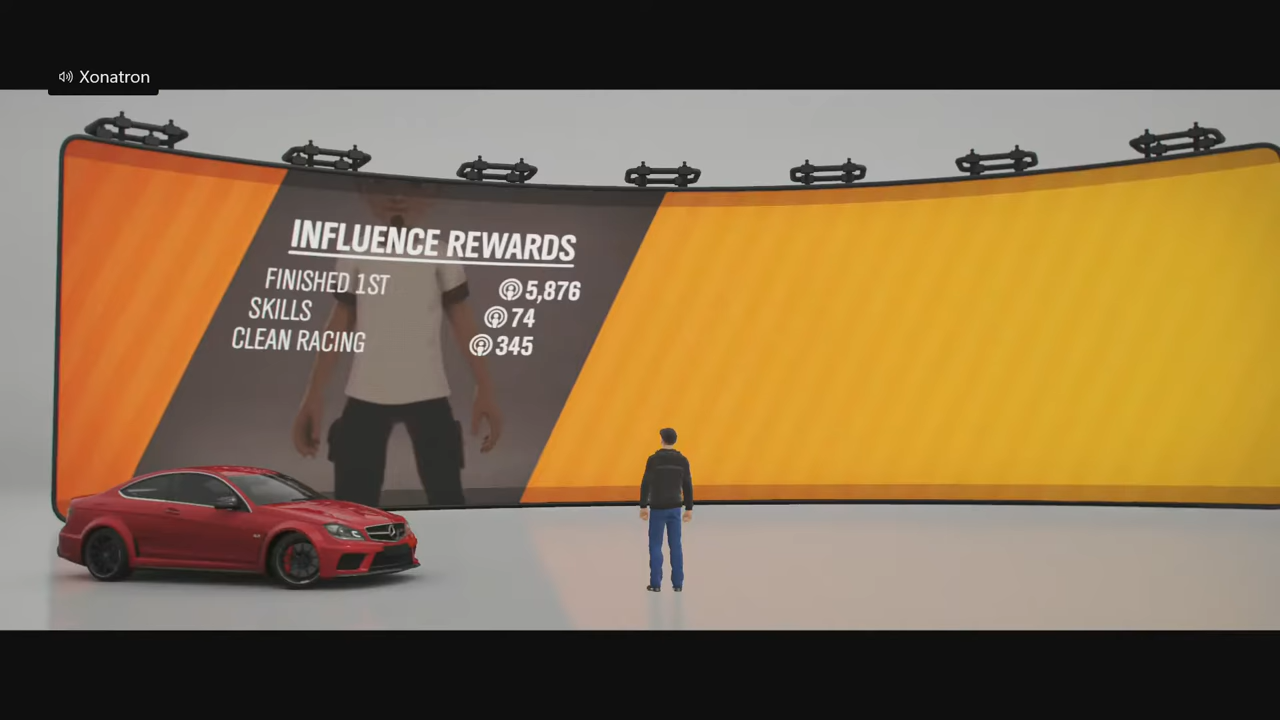 Xonatron
INFLUENCE REWARDS
FINISHED 1ST 5,876
SKILLS 74
CLEAN RACING 345